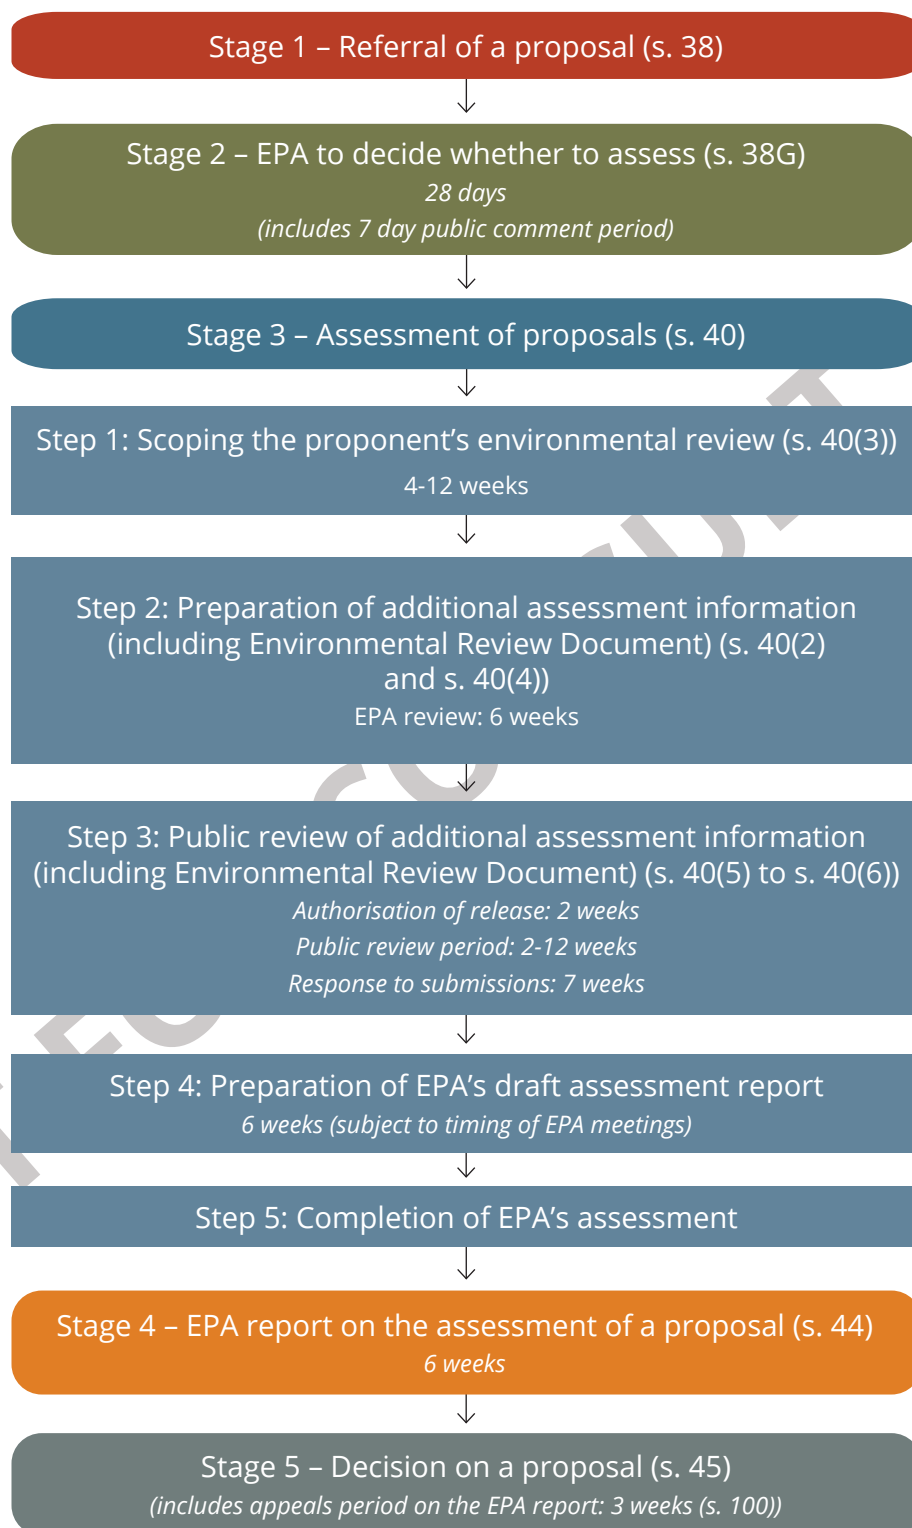 Stage 1 – Referral of a proposal (s. 38)
Stage 2 – EPA to decide whether to assess (s. 38G)
28 days
(includes 7 day public comment period)
Stage 3 – Assessment of proposals (s. 40)
Step 1: Scoping the proponent’s environmental review (s. 40(3))
4-12 weeks
Step 2: Preparation of additional assessment information
(including Environmental Review Document) (s. 40(2)
and s. 40(4))
EPA review: 6 weeks
Step 3: Public review of additional assessment information
(including Environmental Review Document) (s. 40(5) to s. 40(6))
Authorisation of release: 2 weeks
Public review period: 2-12 weeks
Response to submissions: 7 weeks
Step 4: Preparation of EPA’s draft assessment report
6 weeks (subject to timing of EPA meetings)
Step 5: Completion of EPA’s assessment
Stage 4 – EPA report on the assessment of a proposal (s. 44)
6 weeks
Stage 5 – Decision on a proposal (s. 45)
(includes appeals period on the EPA report: 3 weeks (s. 100))